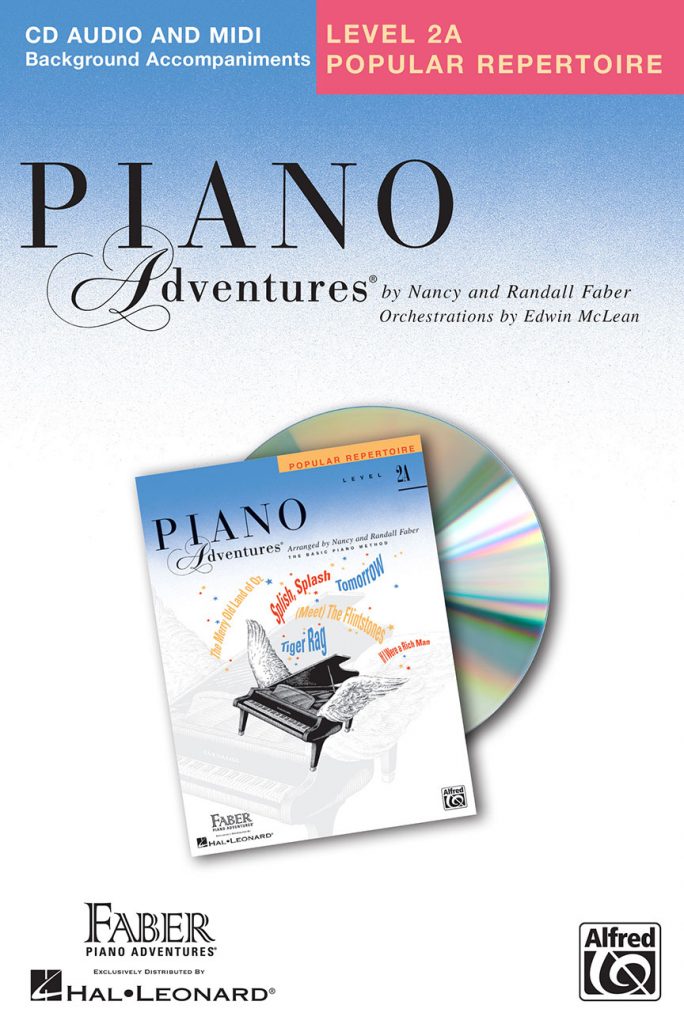 CD AUDIO AND MIDI
Background Accompaniments
LEVEL 2A
POPULAR REPERTOIRE
PIANO
Adventures®
by Nancy and Randall Faber
Orchestrations by Edwin McLean
POPULAR REPERTOIRE
LEVEL 2A
PIANO
Adventures®
Arranged by Nancy and Randall Faber
THE BASIC PIANO METHOD
The Merry Old Land of Oz
Splish, Splash
Tomorrow
(Meet) The Flintstones
Tiger Rag
If I Were a Rich Man
FABER
PIANO ADVENTURES®
EXCLUSIVELY DISTRIBUTED BY
HAL•LEONARD®
Alfred
FABER
PIANO ADVENTURES®
EXCLUSIVELY DISTRIBUTED BY
HAL•LEONARD®
Alfred